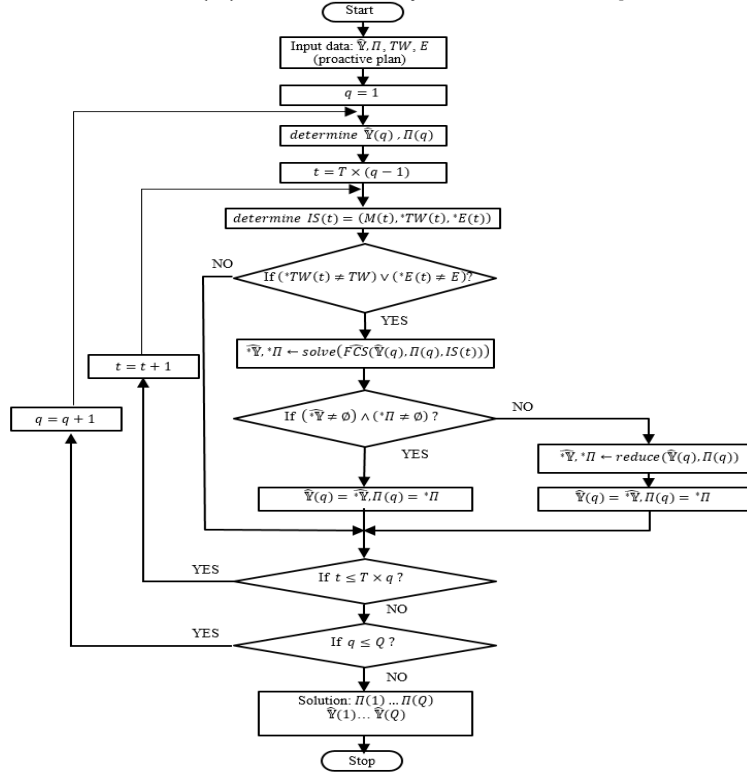 Start
Input data: 𝕐̂, Π, TW, E
(proactive plan)
q = 1
determine 𝕐̂(q) , Π(q)
t = T × (q − 1)
determine IS(t) = (M(t), *TW(t), *E(t))
If (*TW(t) ≠ TW) ∨ (*E(t) ≠ E)?
NO
YES
*𝕐̂, *Π ← solve(FCŜ(𝕐̂(q), Π(q), IS(t)))
t = t + 1
If (*𝕐̂ ≠ ∅) ∧ (*Π ≠ ∅) ?
NO
q = q + 1
YES
*𝕐̂, *Π ← reduce(𝕐̂(q), Π(q))
𝕐̂(q) = *𝕐̂, Π(q) = *Π
𝕐̂(q) = *𝕐̂, Π(q) = *Π
YES
If t ≤ T × q ?
NO
YES
If q ≤ Q ?
NO
Solution: Π(1) … Π(Q)
𝕐̂(1) … 𝕐̂(Q)
Stop